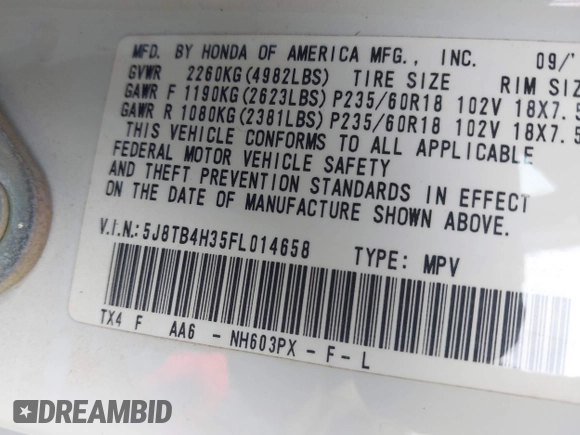 MFD. BY HONDA OF AMERICA MFG., INC. 09/
GVWR 2260KG(4982LBS) TIRE SIZE RIM SIZ
GAWR F 1190KG(2623LBS) P235/60R18 102V 18X7.5
GAWR R 1080KG(2381LBS) P235/60R18 102V 18X7.5
THIS VEHICLE CONFORMS TO ALL APPLICABLE
FEDERAL MOTOR VEHICLE SAFETY
AND THEFT PREVENTION STANDARDS IN EFFECT
ON THE DATE OF MANUFACTURE SHOWN ABOVE.
V.I.N.: 5J8TB4H35FL014658 TYPE: MPV
TX4 F AA6 - NH603PX - F - L
DREAMBID